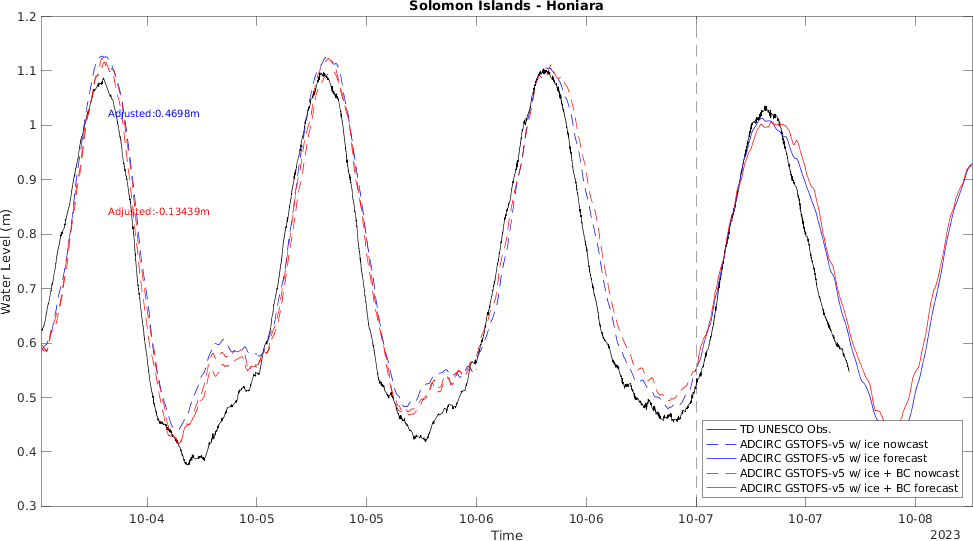 Solomon Islands - Honiara
1.2
1.1
1
0.9
0.8
0.7
0.6
0.5
0.4
0.3
Water Level (m)
Adjusted:0.4698m
Adjusted:-0.13439m
TD UNESCO Obs.
ADCIRC GSTOFS-v5 w/ ice nowcast
ADCIRC GSTOFS-v5 w/ ice forecast
ADCIRC GSTOFS-v5 w/ ice + BC nowcast
ADCIRC GSTOFS-v5 w/ ice + BC forecast
10-04 10-05 10-05 10-06 10-06 10-07 10-07 10-08
Time
2023